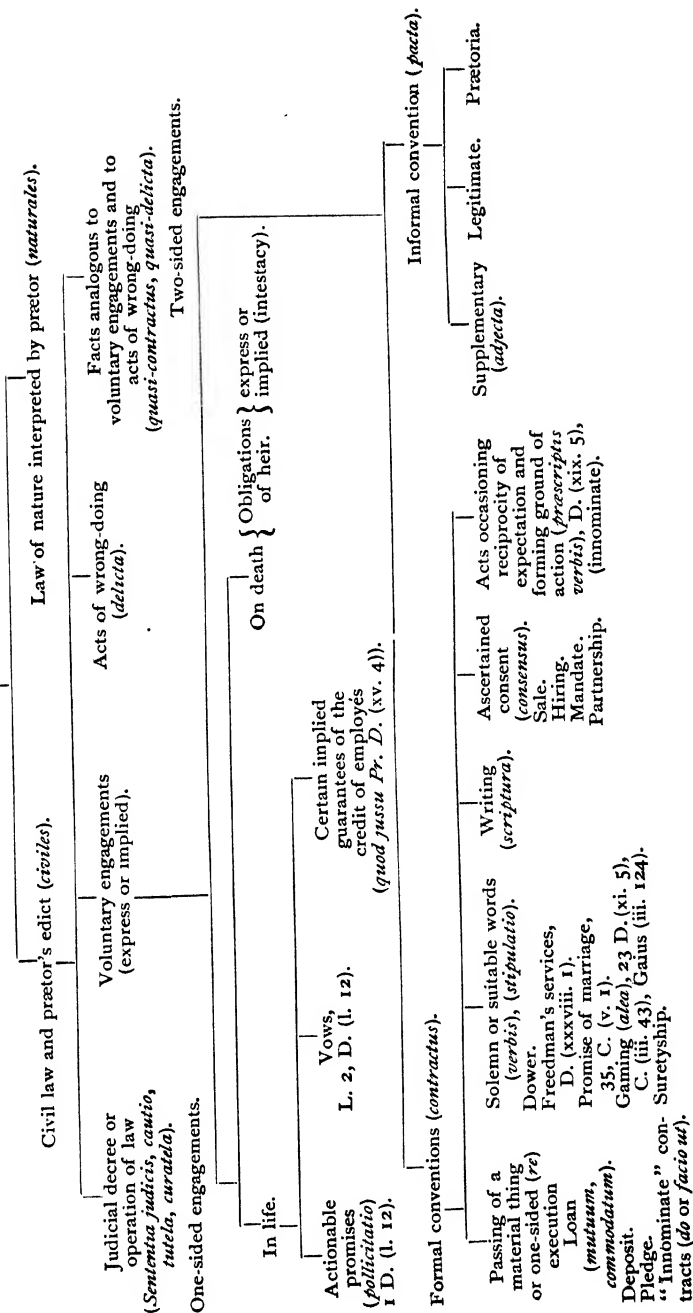 Civil law and prætor's edict (civiles).
Law of nature interpreted by prætor (naturales).
Judicial decree or
operation of law
(Sententia judicis, cautio,
tutela, curatela).
Voluntary engagements
(express or implied).
Acts of wrong-doing
(delicta).
Facts analogous to
voluntary engagements and to
acts of wrong-doing
(quasi-contractus, quasi-delicta).
One-sided engagements.
Two-sided engagements.
In life.
On death { Obligations } express or
{ of heir. } implied (intestacy).
Actionable
promises
(pollicitatio)
1 D. (l. 12).
Vows,
L. 2, D. (l. 12).
Certain implied
guarantees of the
credit of employés
(quod jussu Pr. D. (xv. 4)).
Formal conventions (contractus).
Informal convention (pacta).
Passing of a
material thing
or one-sided (re)
execution
Loan
(mutuum,
commodatum).
Deposit.
Pledge.
"Innominate" con-
tracts (do or facio ut).
Solemn or suitable words
(verbis), (stipulatio).
Dower.
Freedman's services,
D. (xxxviii. 1).
Promise of marriage,
35, C. (v. 1).
Gaming (alea), 23 D. (xi. 5),
C. (iii. 43), Gaius (iii. 124).
Suretyship.
Writing
(scriptura).
Ascertained
consent
(consensus).
Sale.
Hiring.
Mandate.
Partnership.
Acts occasioning
reciprocity of
expectation and
forming ground of
action (præscriptis
verbis), D. (xix. 5),
(innominate).
Supplementary
(adjecta).
Legitimate.
Prætoria.